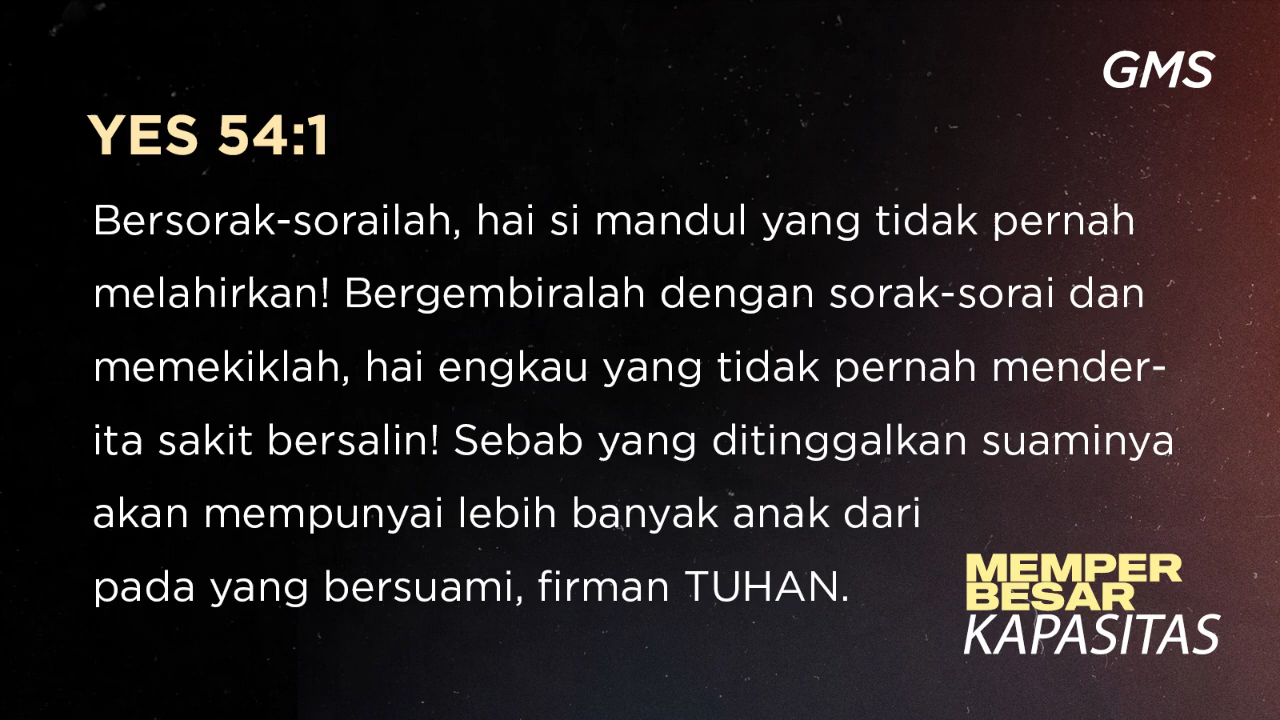 GMS
YES 54:1
Bersorak-sorailah, hai si mandul yang tidak pernah
melahirkan! Bergembiralah dengan sorak-sorai dan
memekiklah, hai engkau yang tidak pernah mender-
ita sakit bersalin! Sebab yang ditinggalkan suaminya
akan mempunyai lebih banyak anak dari
pada yang bersuami, firman TUHAN.
MEMPER
BESAR
KAPASITAS